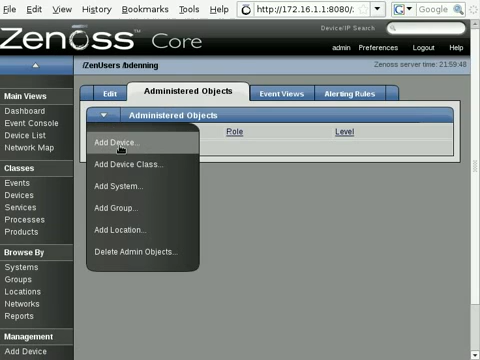 File Edit View History Bookmarks Tools Help http://172.16.1.1:8080/ Google
Device/IP Search
Zenoss Core
admin Preferences Logout Help
/ZenUsers /bdenning
Zenoss server time: 21:59:48
Main Views
Dashboard
Event Console
Device List
Network Map
Classes
Events
Devices
Services
Processes
Products
Browse By
Systems
Groups
Locations
Networks
Reports
Management
Add Device
Edit Administered Objects Event Views Alerting Rules
Administered Objects
Role Level
Add Device...
Add Device Class...
Add System...
Add Group...
Add Location...
Delete Admin Objects...